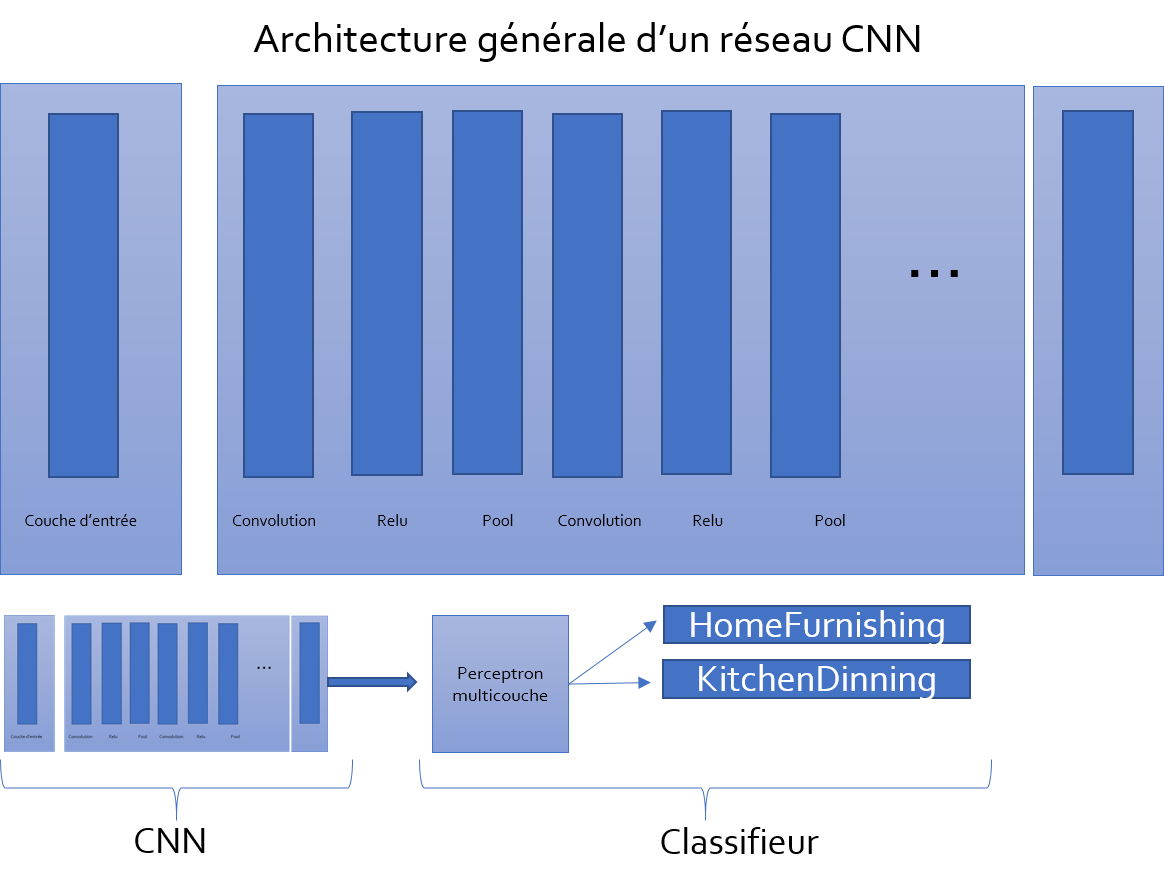 Architecture générale d’un réseau CNN
Couche d’entrée
Convolution Relu Pool Convolution Relu Pool
...
HomeFurnishing
KitchenDinning
Perceptron
multicouche
...
Couche d’entrée Convolution Relu Pool Convolution Relu Pool
CNN
Classifieur